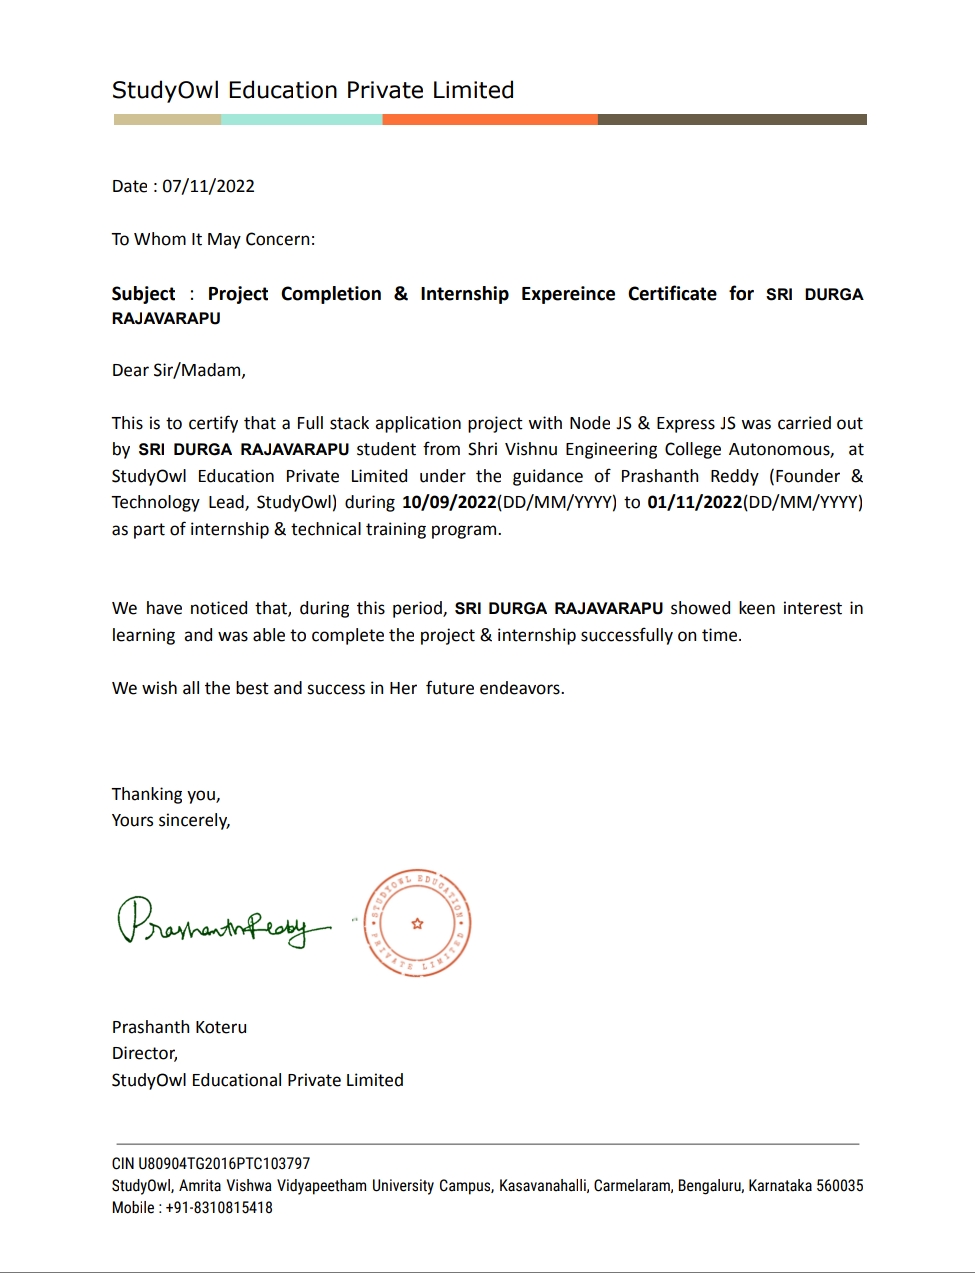 StudyOwl Education Private Limited
Date : 07/11/2022
To Whom It May Concern:
Subject : Project Completion & Internship Expereince Certificate for SRI DURGA
RAJAVARAPU
Dear Sir/Madam,
This is to certify that a Full stack application project with Node JS & Express JS was carried out
by SRI DURGA RAJAVARAPU student from Shri Vishnu Engineering College Autonomous, at
StudyOwl Education Private Limited under the guidance of Prashanth Reddy (Founder &
Technology Lead, StudyOwl) during 10/09/2022(DD/MM/YYYY) to 01/11/2022(DD/MM/YYYY)
as part of internship & technical training program.
We have noticed that, during this period, SRI DURGA RAJAVARAPU showed keen interest in
learning and was able to complete the project & internship successfully on time.
We wish all the best and success in Her future endeavors.
Thanking you,
Yours sincerely,
Prashanth Reddy
STUDYOWL EDUCATION
PRIVATE LIMITED
Prashanth Koteru
Director,
StudyOwl Educational Private Limited
CIN U80904TG2016PTC103797
StudyOwl, Amrita Vishwa Vidyapeetham University Campus, Kasavanahalli, Carmelaram, Bengaluru, Karnataka 560035
Mobile : +91-8310815418